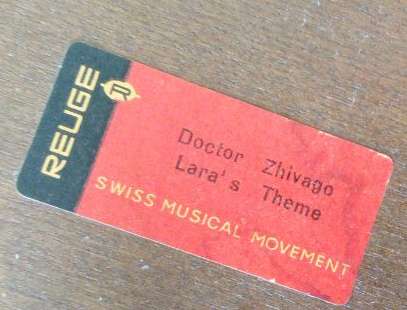 REUGE
R
Doctor Zhivago
Lara's Theme
SWISS MUSICAL MOVEMENT